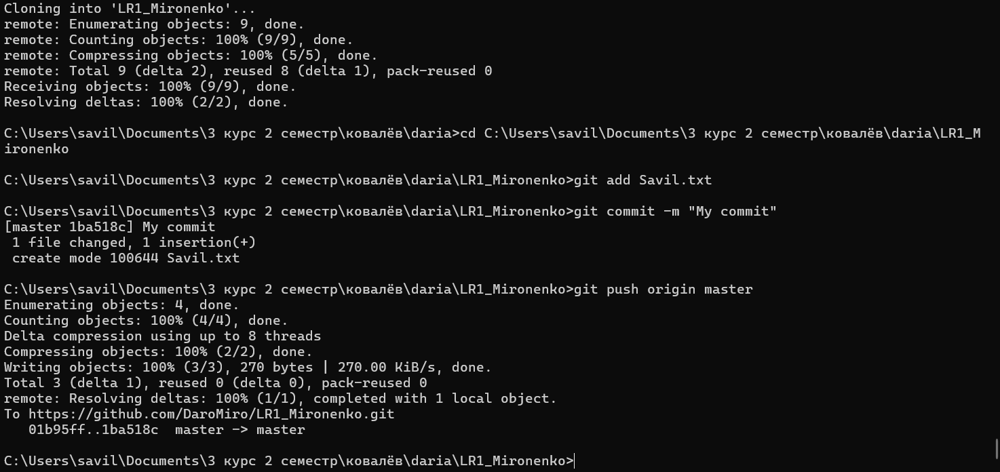 Cloning into 'LR1_Mironenko'...
remote: Enumerating objects: 9, done.
remote: Counting objects: 100% (9/9), done.
remote: Compressing objects: 100% (5/5), done.
remote: Total 9 (delta 2), reused 8 (delta 1), pack-reused 0
Receiving objects: 100% (9/9), done.
Resolving deltas: 100% (2/2), done.
C:\Users\savil\Documents\3 курс 2 семестр\ковалёв\daria>cd C:\Users\savil\Documents\3 курс 2 семестр\ковалёв\daria\LR1_M
ironenko
C:\Users\savil\Documents\3 курс 2 семестр\ковалёв\daria\LR1_Mironenko>git add Savil.txt
C:\Users\savil\Documents\3 курс 2 семестр\ковалёв\daria\LR1_Mironenko>git commit -m "My commit"
[master 1ba518c] My commit
 1 file changed, 1 insertion(+)
 create mode 100644 Savil.txt
C:\Users\savil\Documents\3 курс 2 семестр\ковалёв\daria\LR1_Mironenko>git push origin master
Enumerating objects: 4, done.
Counting objects: 100% (4/4), done.
Delta compression using up to 8 threads
Compressing objects: 100% (2/2), done.
Writing objects: 100% (3/3), 270 bytes | 270.00 KiB/s, done.
Total 3 (delta 1), reused 0 (delta 0), pack-reused 0
remote: Resolving deltas: 100% (1/1), completed with 1 local object.
To https://github.com/DaroMiro/LR1_Mironenko.git
   01b95ff..1ba518c  master -> master
C:\Users\savil\Documents\3 курс 2 семестр\ковалёв\daria\LR1_Mironenko>